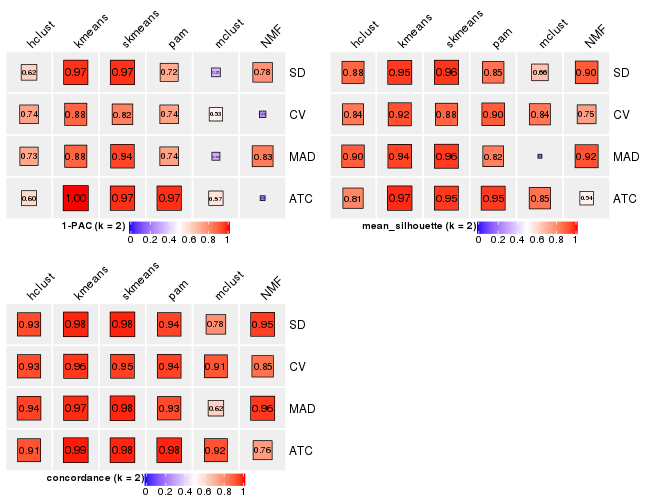 hclust kmeans skmeans pam mclust NMF
0.62 0.97 0.97 0.72 0.78 SD
0.74 0.88 0.82 0.74 0.53 CV
0.73 0.88 0.94 0.74 0.83 MAD
0.60 1.00 0.97 0.97 0.57 ATC
1-PAC (k = 2)
0 0.2 0.4 0.6 0.8 1
hclust kmeans skmeans pam mclust NMF
0.88 0.95 0.96 0.85 0.66 0.90 SD
0.84 0.92 0.88 0.90 0.84 0.75 CV
0.90 0.94 0.96 0.82 0.92 MAD
0.81 0.97 0.95 0.95 0.85 0.54 ATC
mean_silhouette (k = 2)
0 0.2 0.4 0.6 0.8 1
hclust kmeans skmeans pam mclust NMF
0.93 0.98 0.98 0.94 0.78 0.95 SD
0.93 0.96 0.95 0.94 0.91 0.85 CV
0.94 0.97 0.98 0.93 0.62 0.96 MAD
0.91 0.99 0.98 0.98 0.92 0.76 ATC
concordance (k = 2)
0 0.2 0.4 0.6 0.8 1